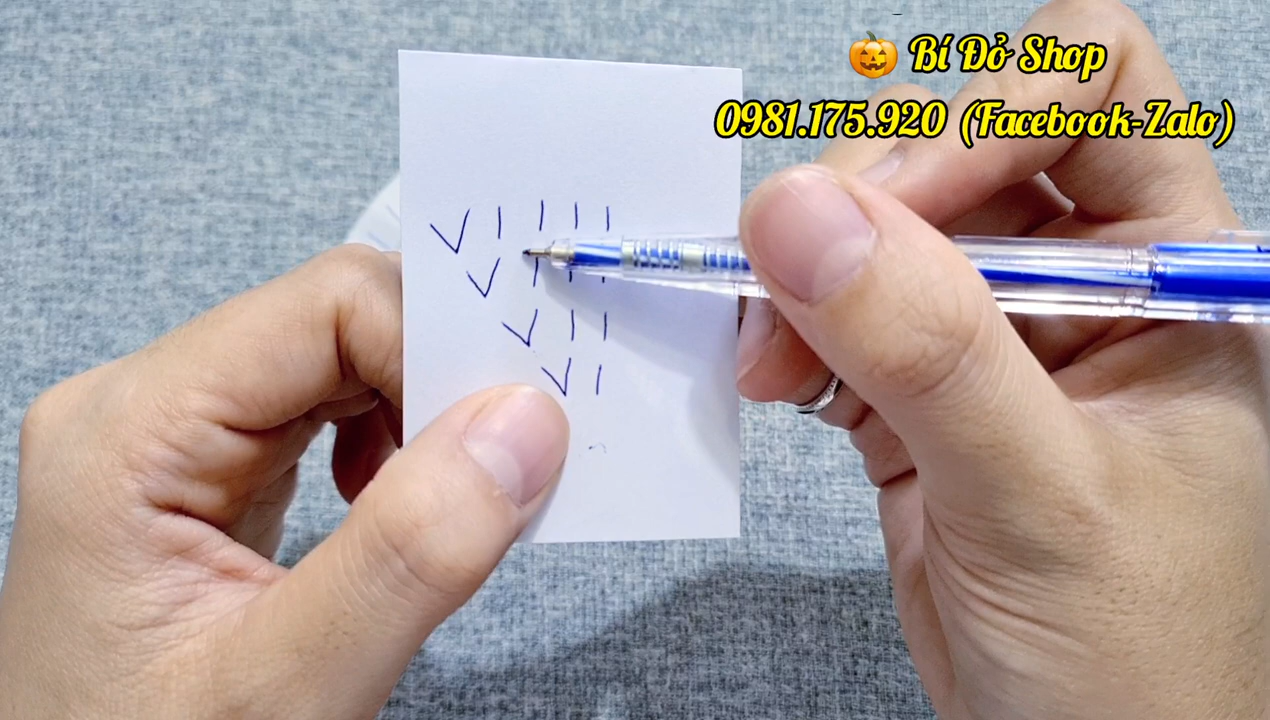 Bí Đỏ Shop
0981.175.920 (Facebook-Zalo)
V I I I I
V I I I
V I I
V I